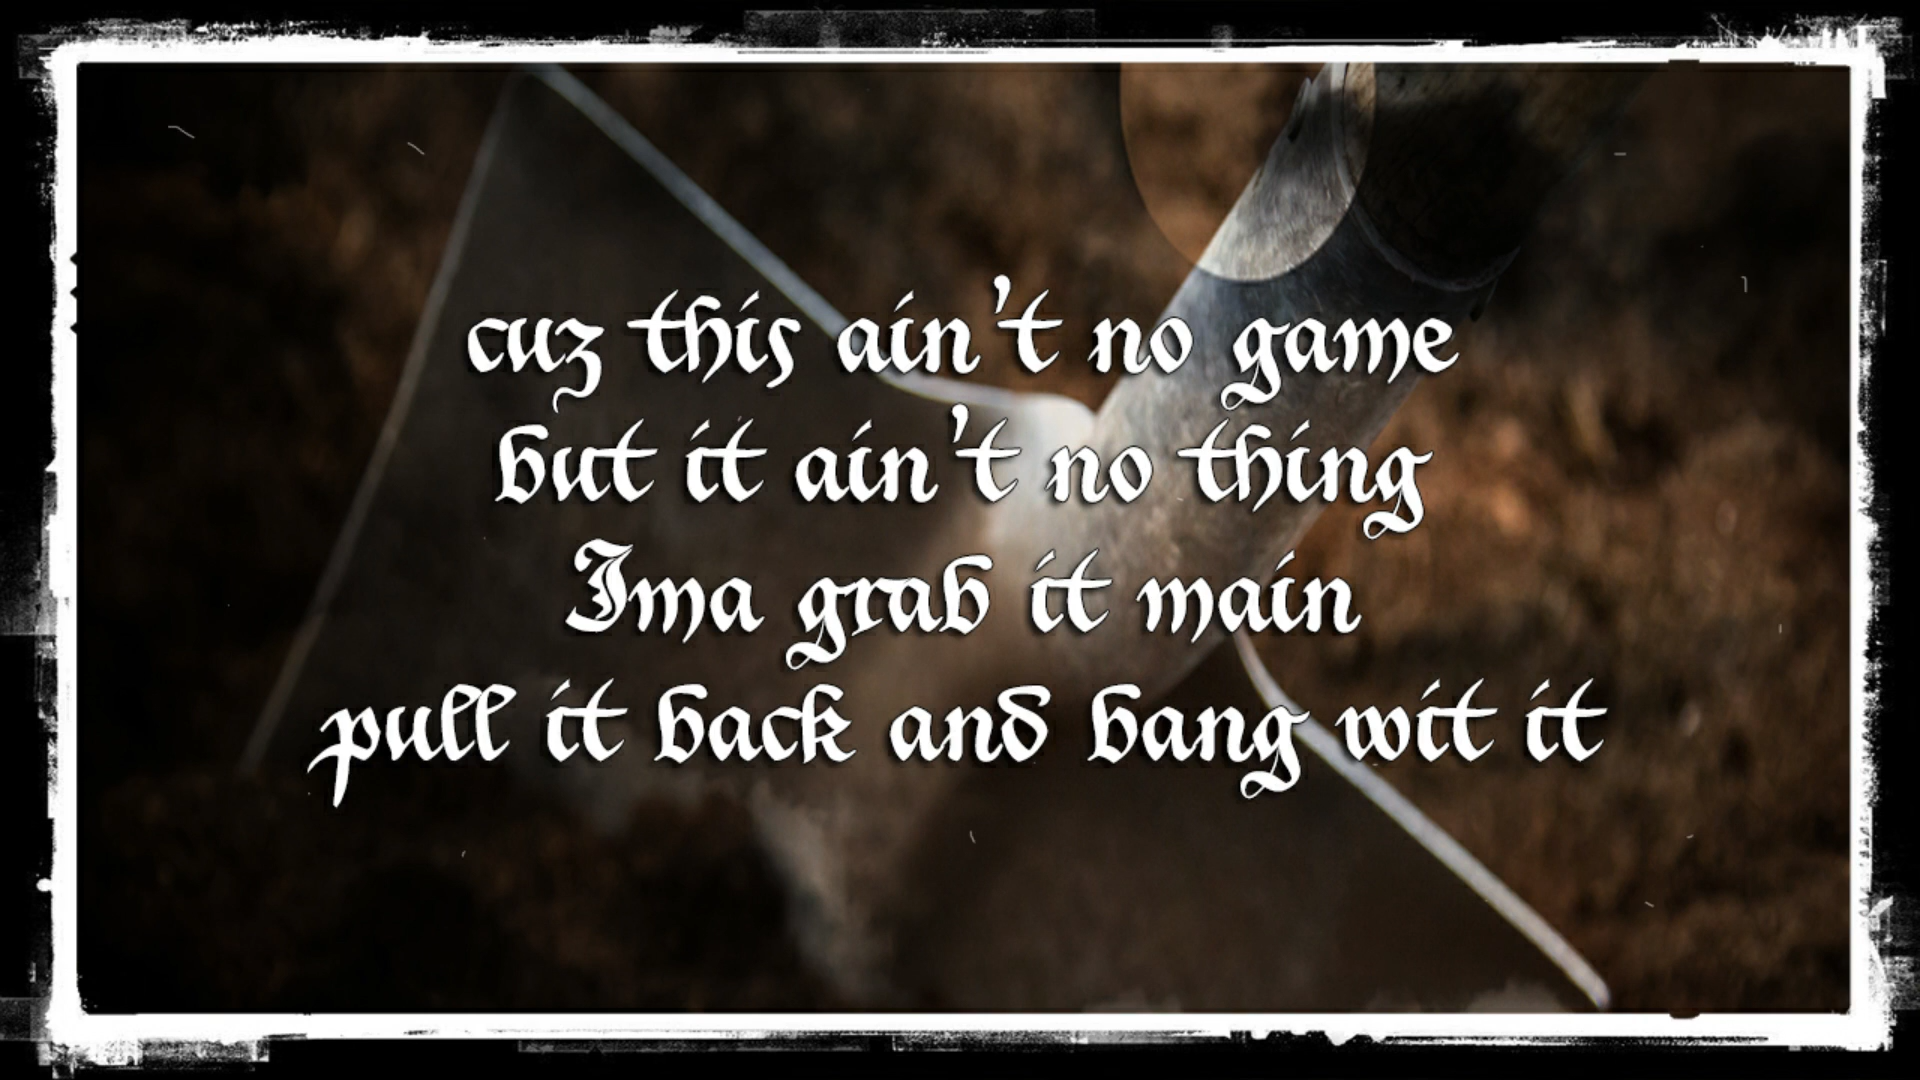 cuz this ain't no game
but it ain't no thing
Ima grab it main
pull it back and bang wit it